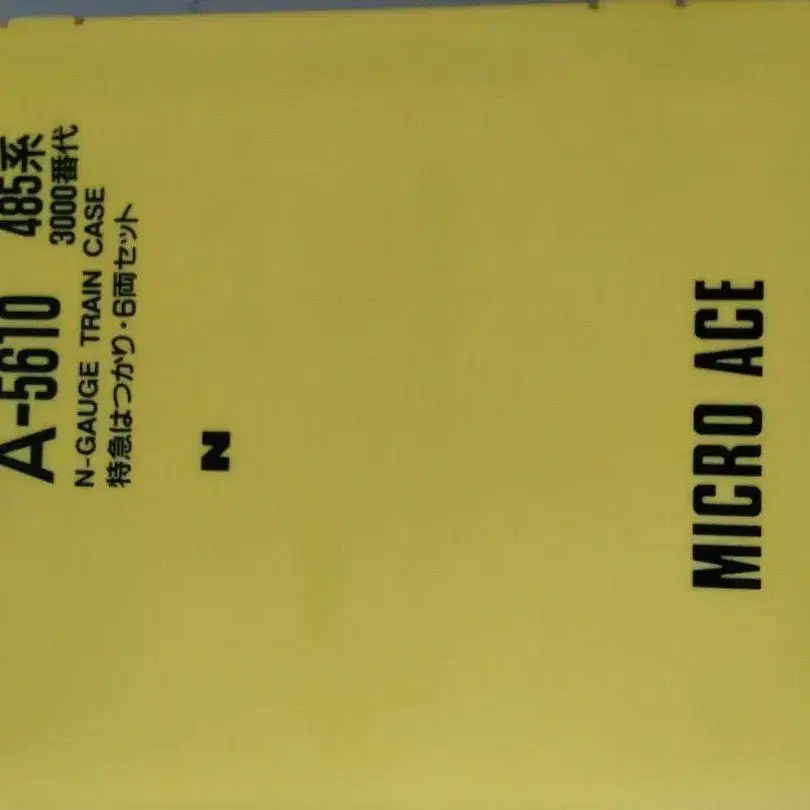 A-5610 485系
3000番代
N-GAUGE TRAIN CASE
特急はつかり・6両セット
N
MICRO ACE